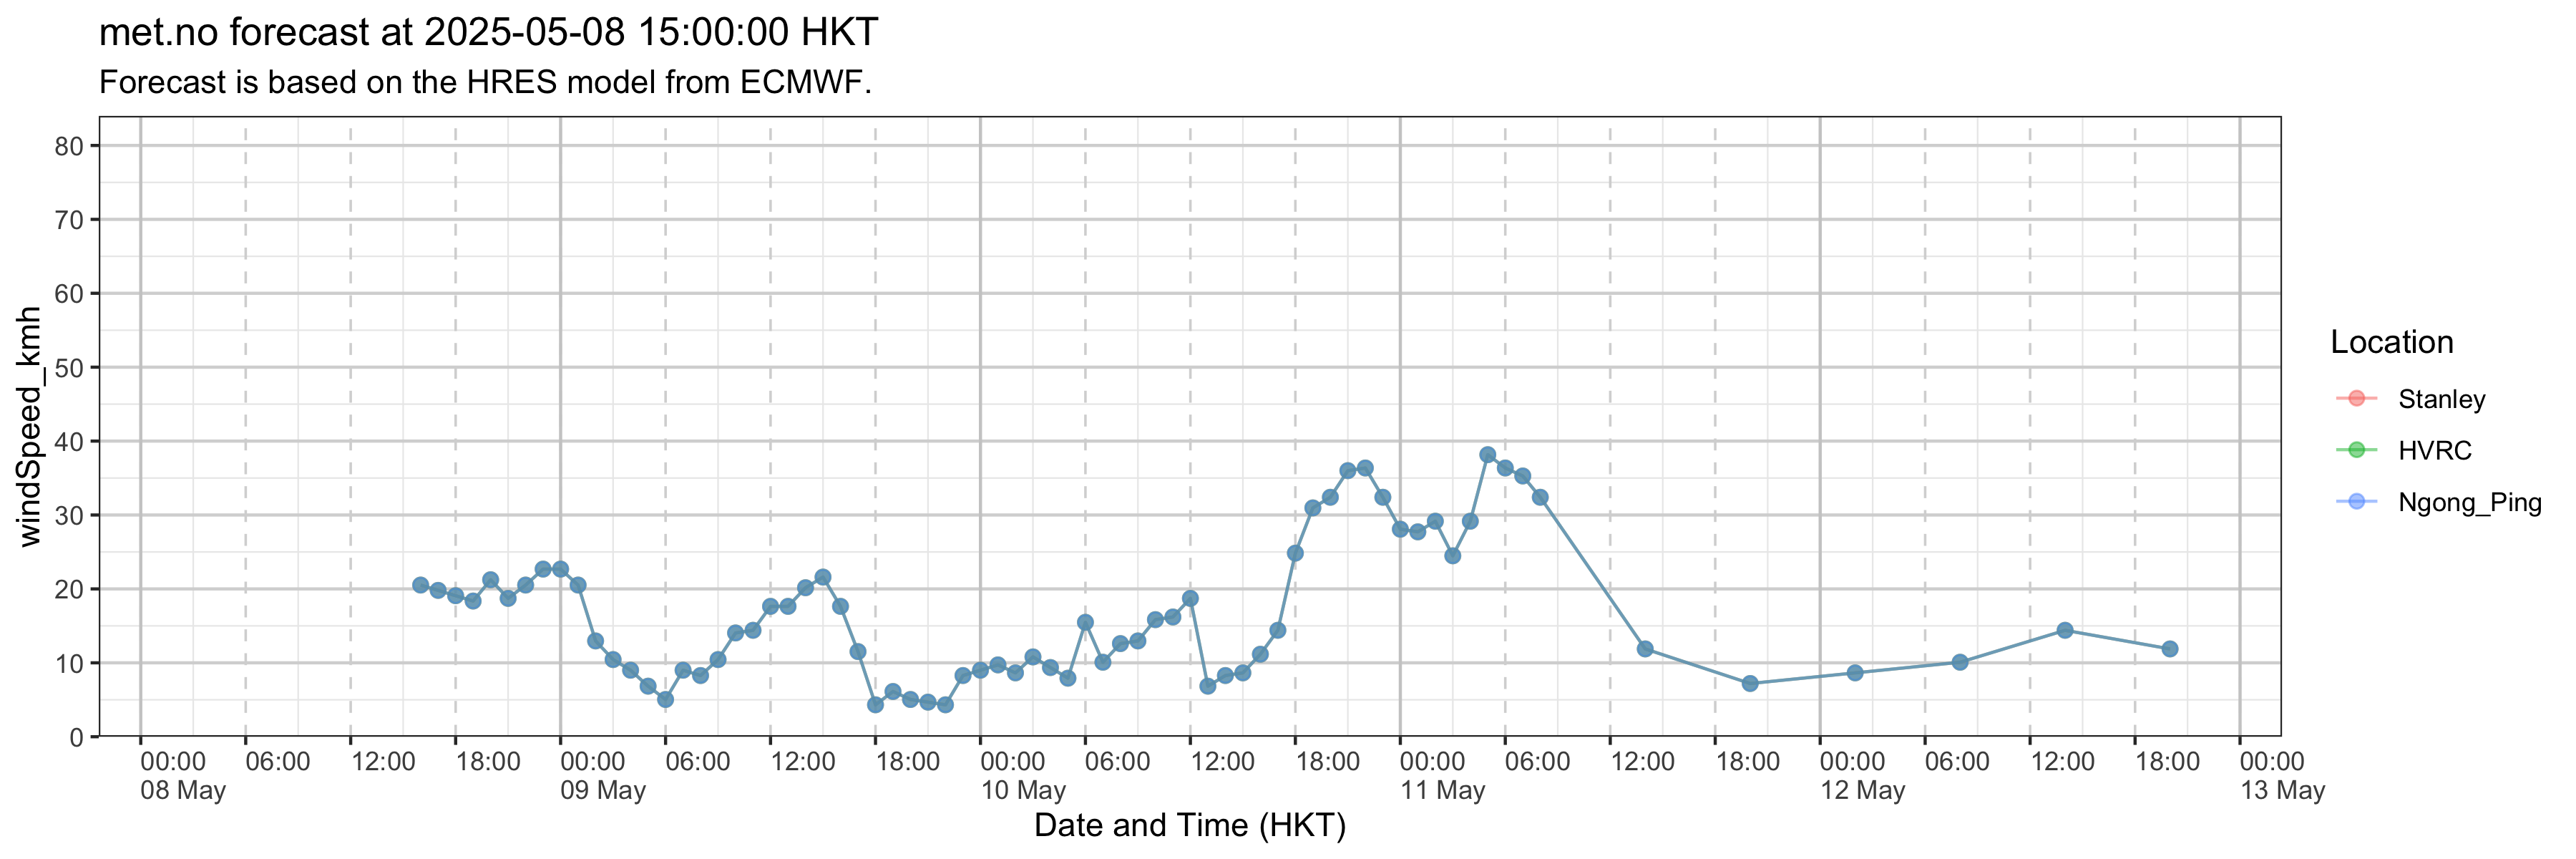 met.no forecast at 2025-05-08 15:00:00 HKT
Forecast is based on the HRES model from ECMWF.
windSpeed_kmh
80
70
60
50
40
30
20
10
0
00:00 06:00 12:00 18:00 00:00 06:00 12:00 18:00 00:00 06:00 12:00 18:00 00:00 06:00 12:00 18:00 00:00 06:00 12:00 18:00 00:00
08 May 09 May 10 May 11 May 12 May 13 May
Date and Time (HKT)
Location
Stanley
HVRC
Ngong_Ping